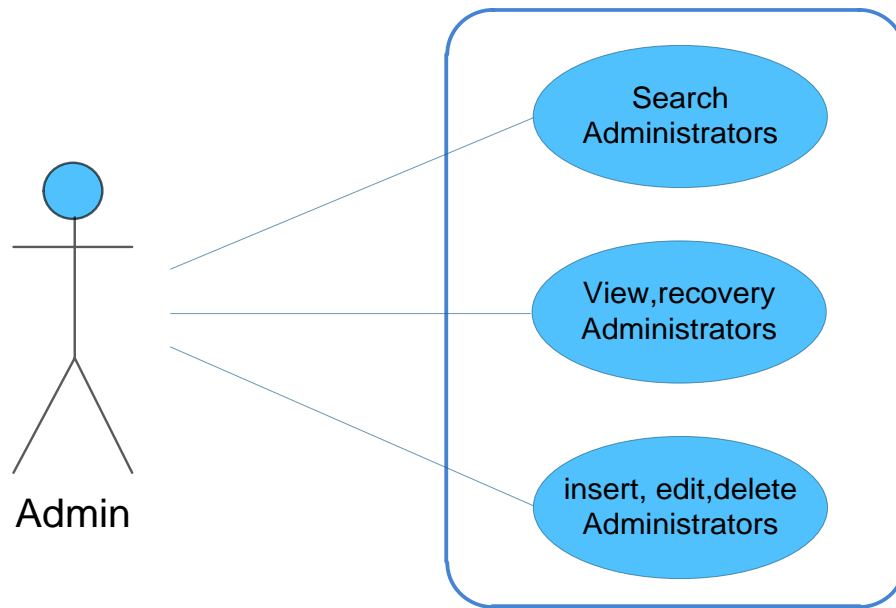 Search
Administrators
View,recovery
Administrators
insert, edit,delete
Administrators
Admin